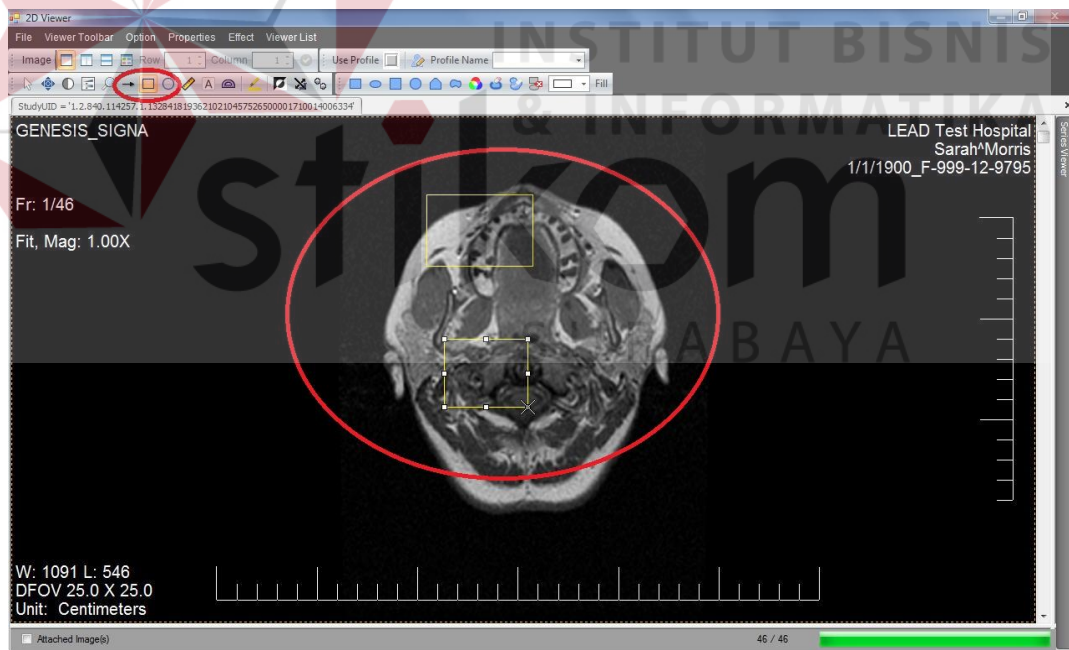 2D Viewer
File Viewer Toolbar Option Properties Effect Viewer List
Image Row 1 Column 1 Use Profile Profile Name
A Fill
StudyUID = '1.2.840.114257.1.13284181936210210457526500001710014006334'
GENESIS_SIGNA
LEAD Test Hospital
Sarah^Morris
1/1/1900_F-999-12-9795
Series Viewer
Fr: 1/46
Fit, Mag: 1.00X
INSTITUT BISNIS
& INFORMATIKA
stikom
SURABAYA
W: 1091 L: 546
DFOV 25.0 X 25.0
Unit: Centimeters
Attached Image(s)
46 / 46